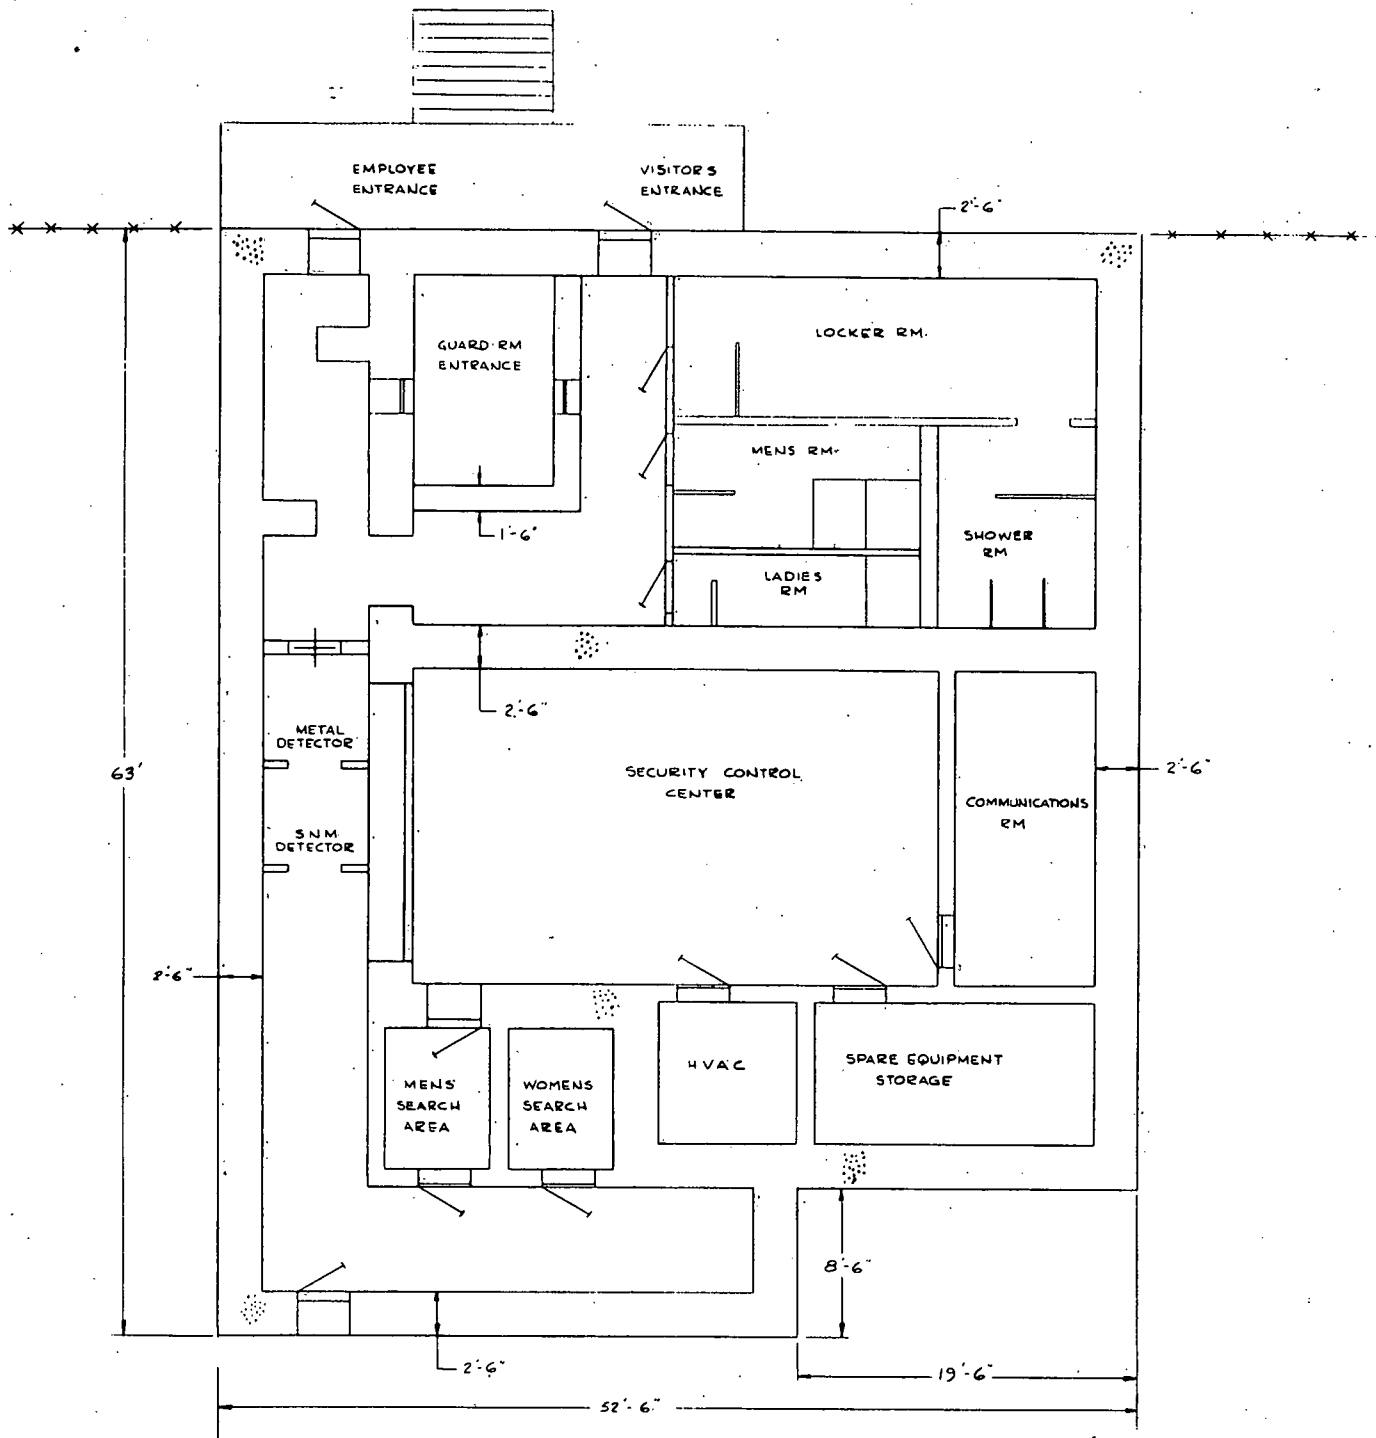 EMPLOYEE
ENTRANCE
VISITORS
ENTRANCE
2'-6"
LOCKER RM.
GUARD RM
ENTRANCE
MENS RM.
1'-6"
SHOWER
RM
LADIES
RM
2'-6"
METAL
DETECTOR
63'
SECURITY CONTROL
CENTER
2'-6"
COMMUNICATIONS
RM
SNM
DETECTOR
2'-6"
HVAC
SPARE EQUIPMENT
STORAGE
MENS
SEARCH
AREA
WOMENS
SEARCH
AREA
8'-6"
2'-6"
19'-6"
52'-6"